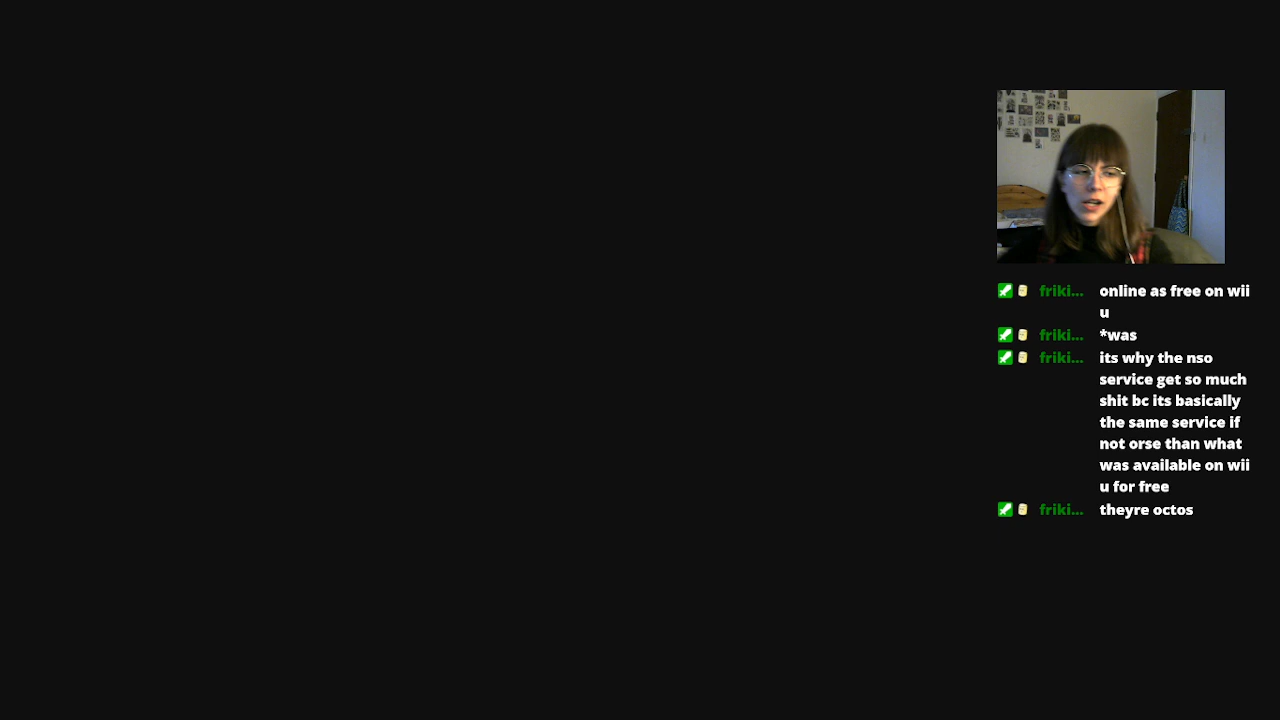 friki... online as free on wii
u
friki... *was
friki... its why the nso
service get so much
shit bc its basically
the same service if
not orse than what
was available on wii
u for free
friki... theyre octos